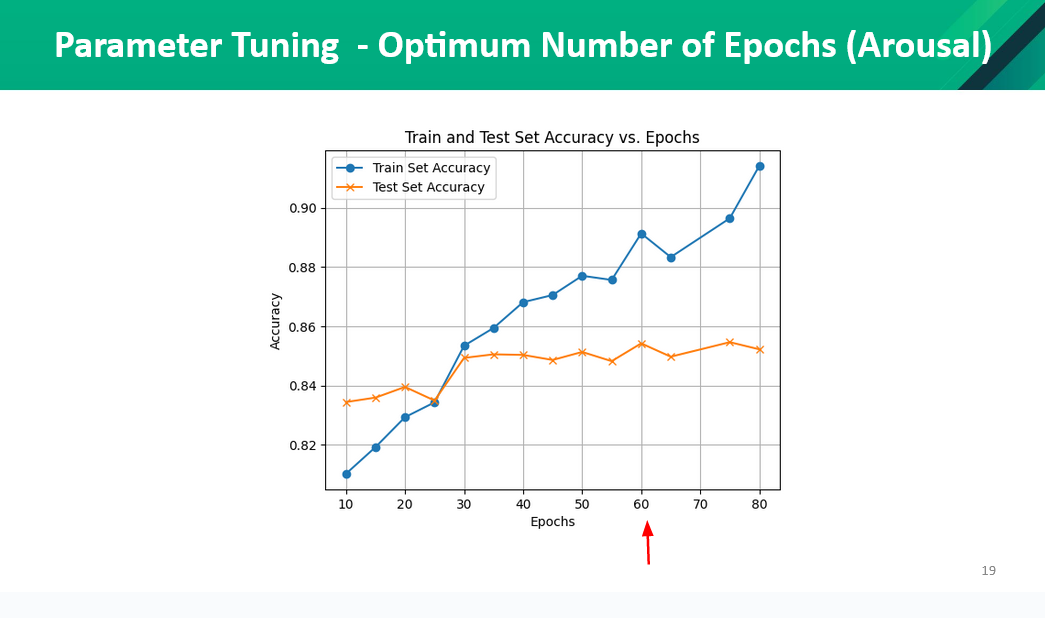 Parameter Tuning - Optimum Number of Epochs (Arousal)
Train and Test Set Accuracy vs. Epochs
Train Set Accuracy
Test Set Accuracy
0.90
0.88
0.86
0.84
0.82
Accuracy
10 20 30 40 50 60 70 80
Epochs
19